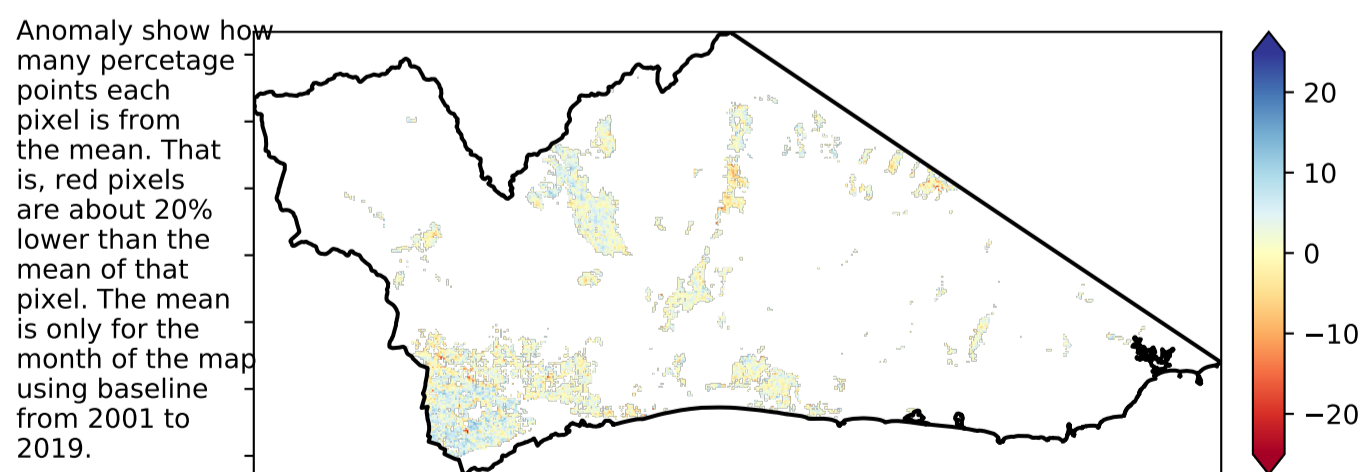 Anomaly show how
many percetage
points each
pixel is from
the mean. That
is, red pixels
are about 20%
lower than the
mean of that
pixel. The mean
is only for the
month of the map
using baseline
from 2001 to
2019.
20
10
0
−10
−20